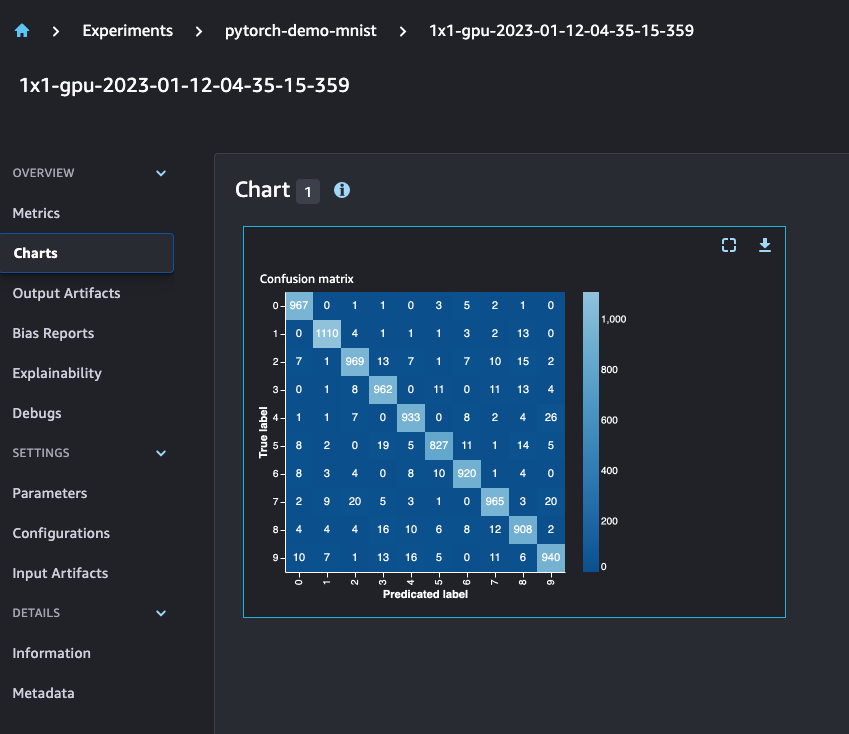 Experiments > pytorch-demo-mnist > 1x1-gpu-2023-01-12-04-35-15-359
1x1-gpu-2023-01-12-04-35-15-359
OVERVIEW
Metrics
Charts
Output Artifacts
Bias Reports
Explainability
Debugs
SETTINGS
Parameters
Configurations
Input Artifacts
DETAILS
Information
Metadata
Chart 1
Confusion matrix
True label
0 967 0 1 1 0 3 5 2 1 0
1 0 1110 4 1 1 1 3 2 13 0
2 7 1 969 13 7 1 7 10 15 2
3 0 1 8 962 0 11 0 11 13 4
4 1 1 7 0 933 0 8 2 4 26
5 8 2 0 19 5 827 11 1 14 5
6 8 3 4 0 8 10 920 1 4 0
7 2 9 20 5 3 1 0 965 3 20
8 4 4 4 16 10 6 8 12 908 2
9 10 7 1 13 16 5 0 11 6 940
0 1 2 3 4 5 6 7 8 9
Predicated label
1,000
800
600
400
200
0